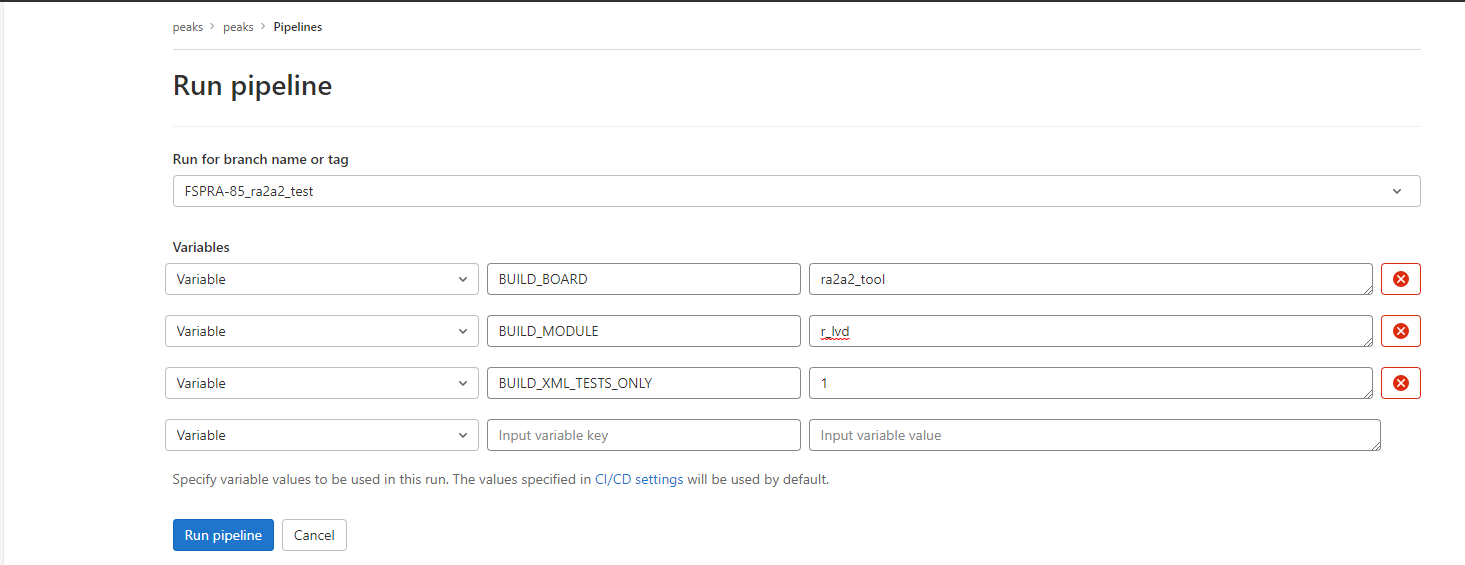 peaks > peaks > Pipelines
Run pipeline
Run for branch name or tag
FSPRA-85_ra2a2_test
Variables
Variable BUILD_BOARD ra2a2_tool
Variable BUILD_MODULE r_lvd
Variable BUILD_XML_TESTS_ONLY 1
Variable Input variable key Input variable value
Specify variable values to be used in this run. The values specified in CI/CD settings will be used by default.
Run pipeline Cancel